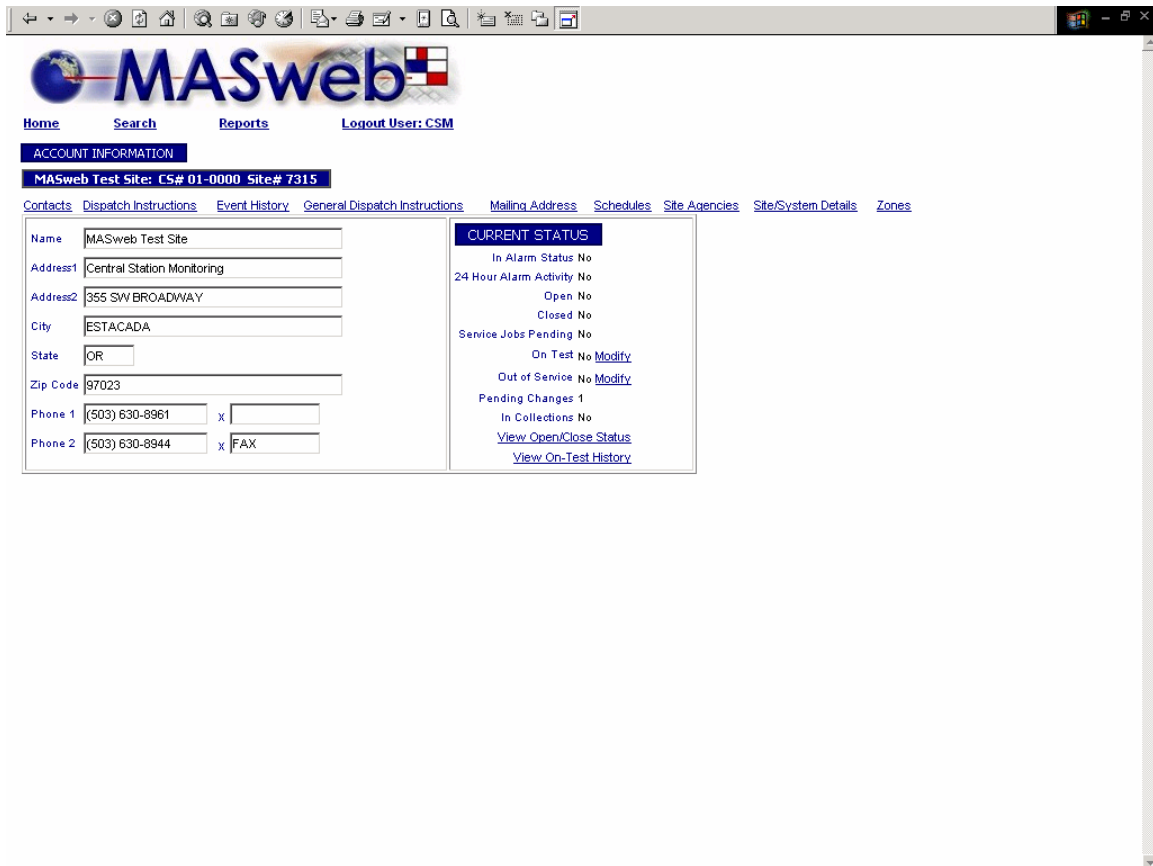 MASweb
Home Search Reports Logout User: CSM
ACCOUNT INFORMATION
MASweb Test Site: CS# 01-0000 Site# 7315
Contacts Dispatch Instructions Event History General Dispatch Instructions Mailing Address Schedules Site Agencies Site/System Details Zones
Name MASweb Test Site
Address1 Central Station Monitoring
Address2 355 SW BROADWAY
City ESTACADA
State OR
Zip Code 97023
Phone 1 (503) 630-8961 x
Phone 2 (503) 630-8944 x FAX
CURRENT STATUS
In Alarm Status No
24 Hour Alarm Activity No
Open No
Closed No
Service Jobs Pending No
On Test No Modify
Out of Service No Modify
Pending Changes 1
In Collections No
View Open/Close Status
View On-Test History